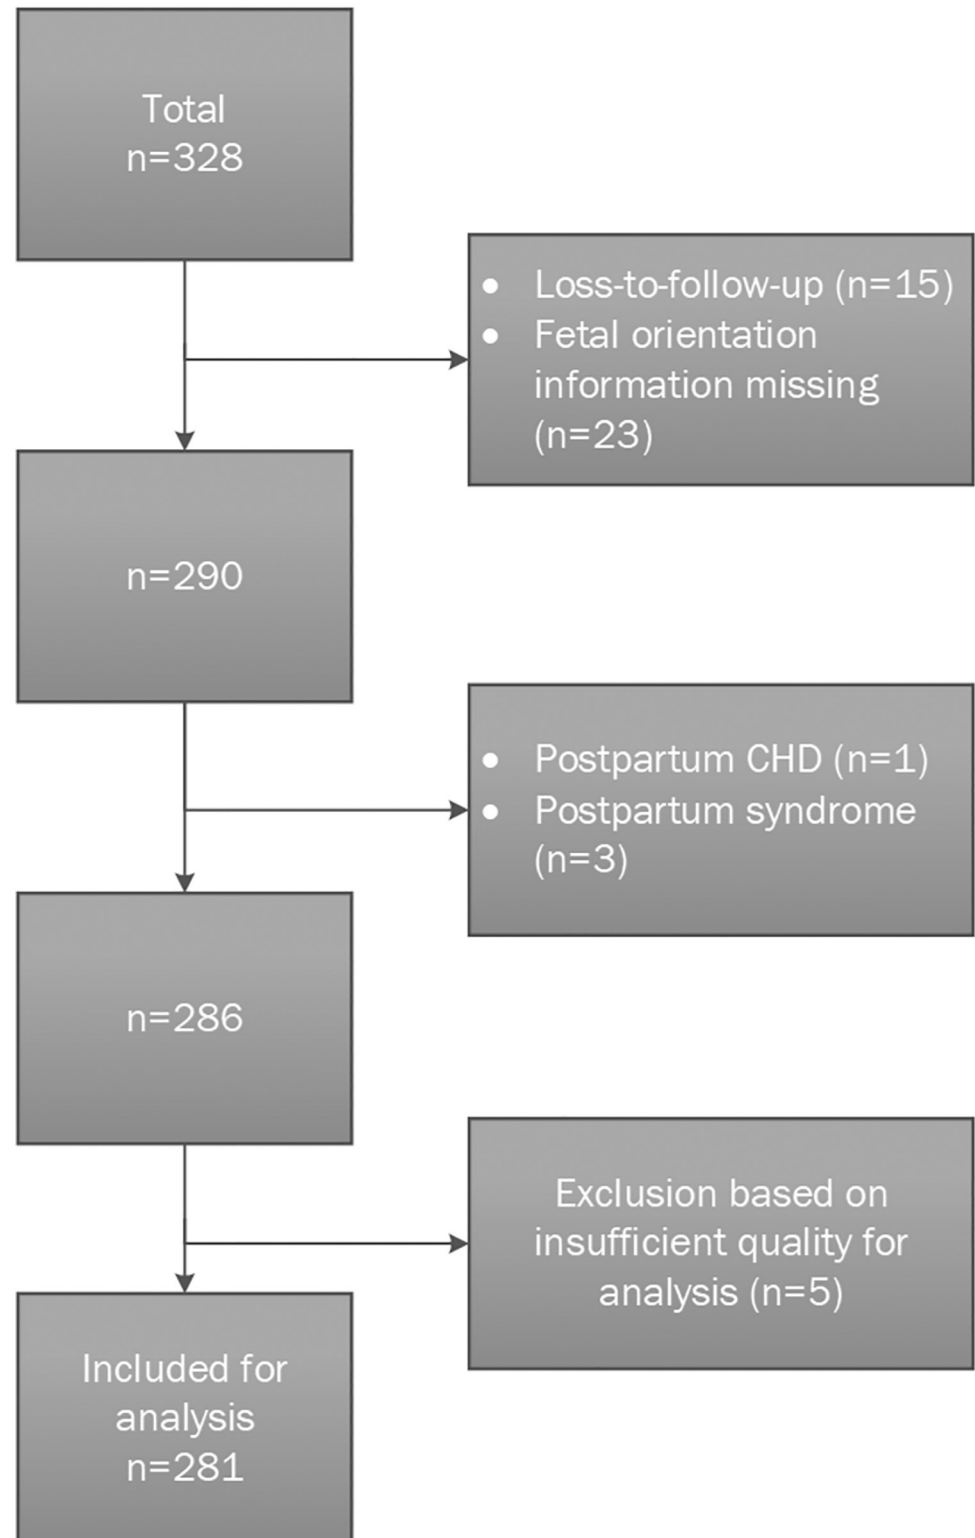 Total
n=328
• Loss-to-follow-up (n=15)
• Fetal orientation
information missing
(n=23)
n=290
• Postpartum CHD (n=1)
• Postpartum syndrome
(n=3)
n=286
Exclusion based on
insufficient quality for
analysis (n=5)
Included for
analysis
n=281